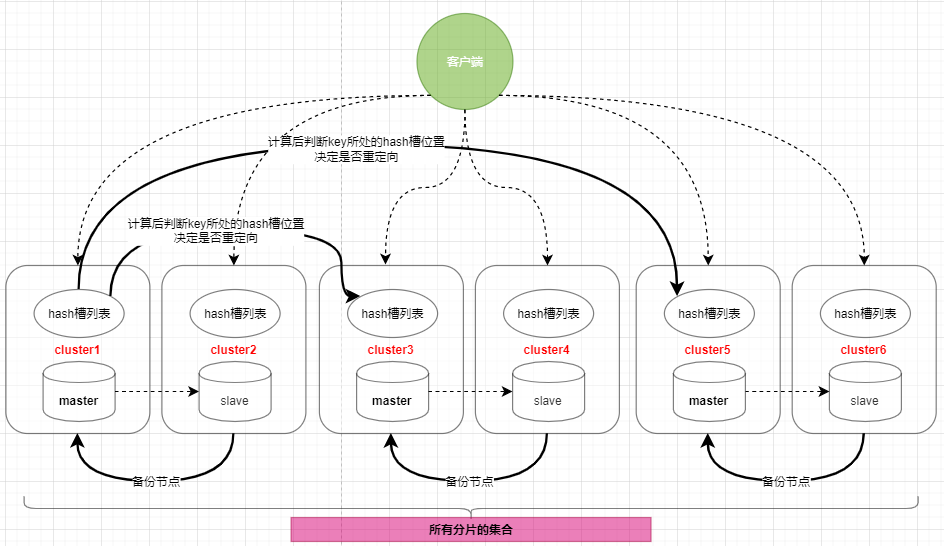 客户端
计算后判断key所处的hash槽位置
决定是否重定向
计算后判断key所处的hash槽位置
决定是否重定向
hash槽列表
hash槽列表
hash槽列表
hash槽列表
hash槽列表
hash槽列表
cluster1
cluster2
cluster3
cluster4
cluster5
cluster6
master
slave
master
slave
master
slave
备份节点
备份节点
备份节点
所有分片的集合